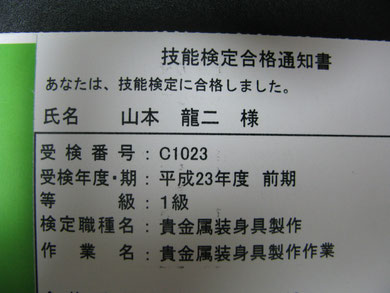 技能検定合格通知書
あなたは、技能検定に合格しました。
氏名　山本　龍二　様
受検番号：C1023
受検年度・期：平成23年度　前期
等級：1級
検定職種名：貴金属装身具製作
作業名：貴金属装身具製作作業